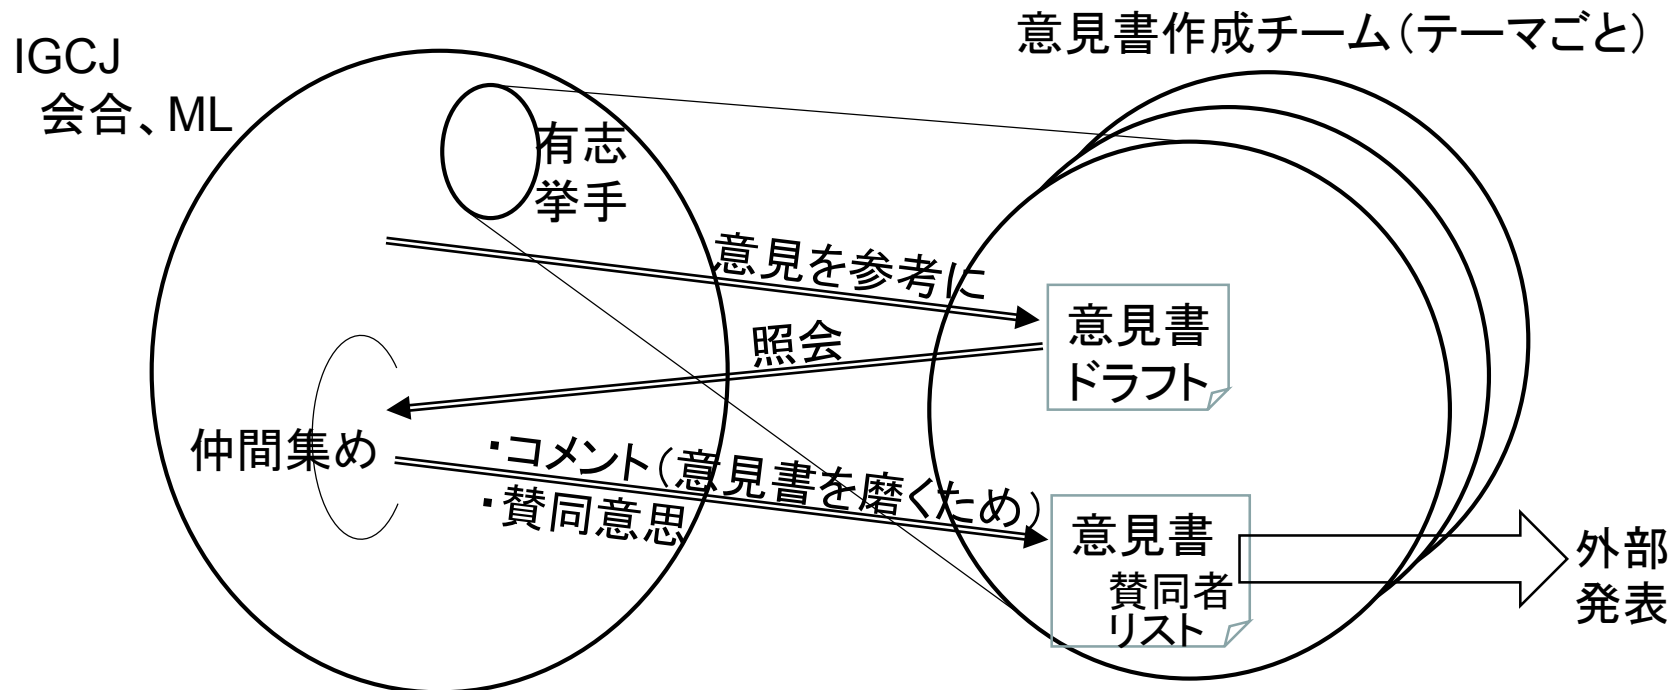 意見書作成チーム(テーマごと)
IGCJ
会合、ML
有志
挙手
意見を参考に
照会
意見書
ドラフト
仲間集め
・コメント(意見書を磨くため)
・賛同意思
意見書
賛同者
リスト
外部
発表